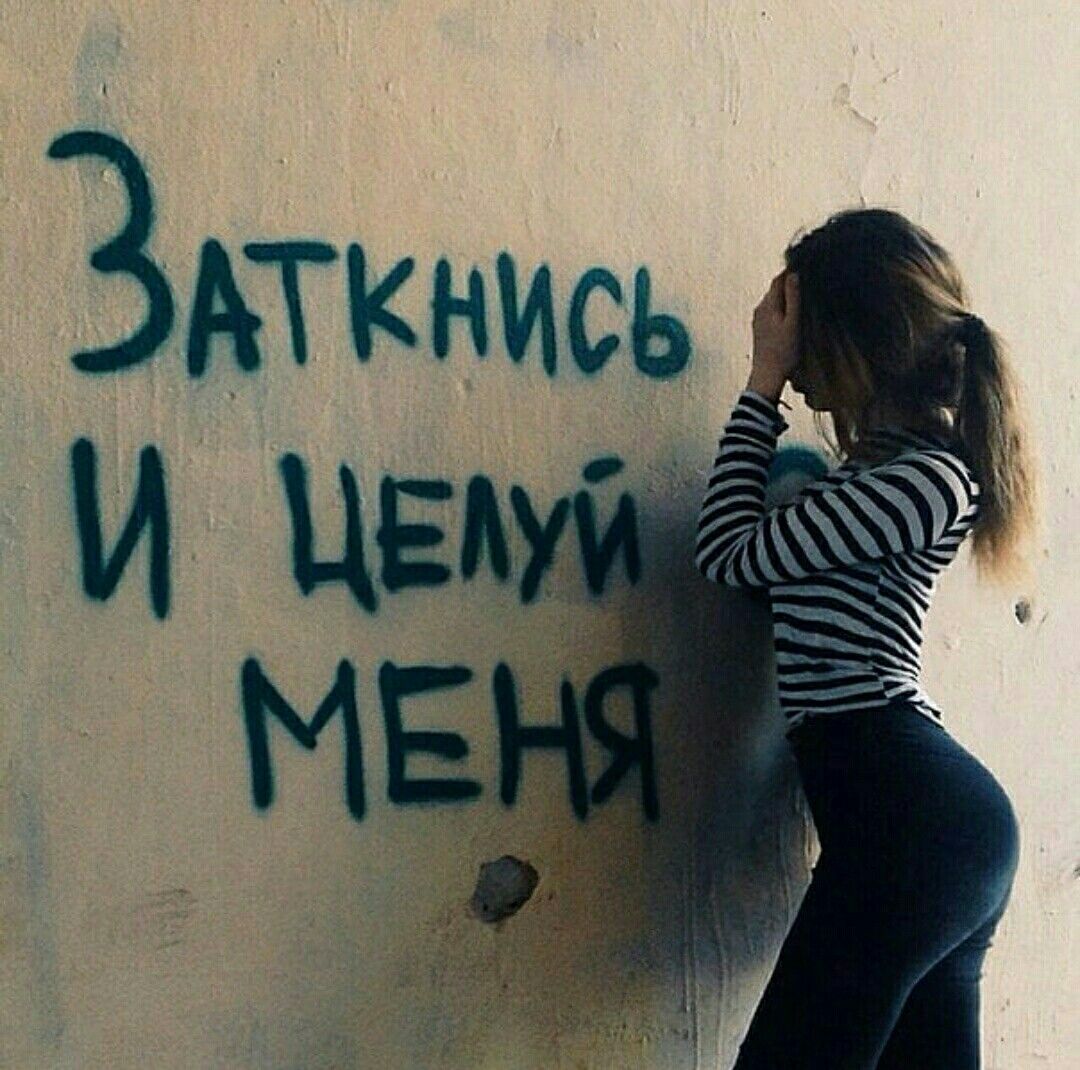 Заткнись
и целуй
меня